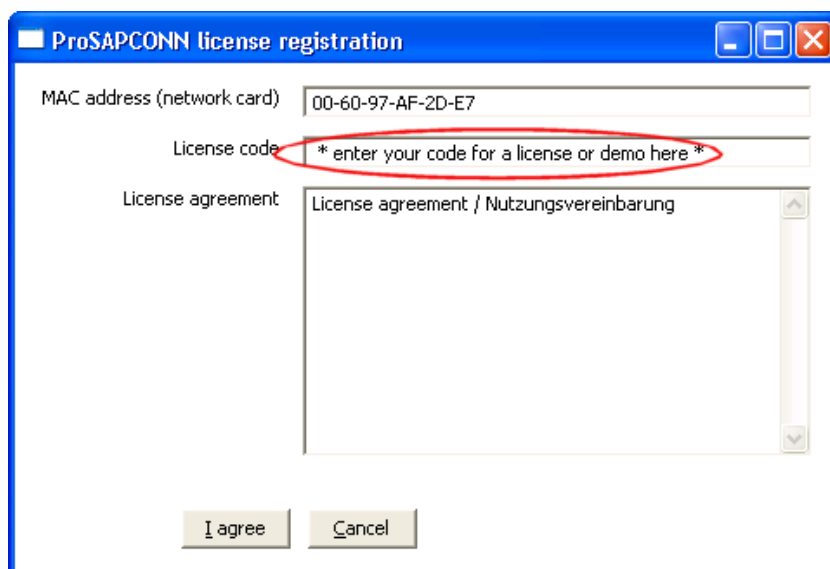 ProSAPCONN license registration
MAC address (network card) 00-60-97-AF-2D-E7
License code * enter your code for a license or demo here *
License agreement License agreement / Nutzungsvereinbarung
I agree Cancel